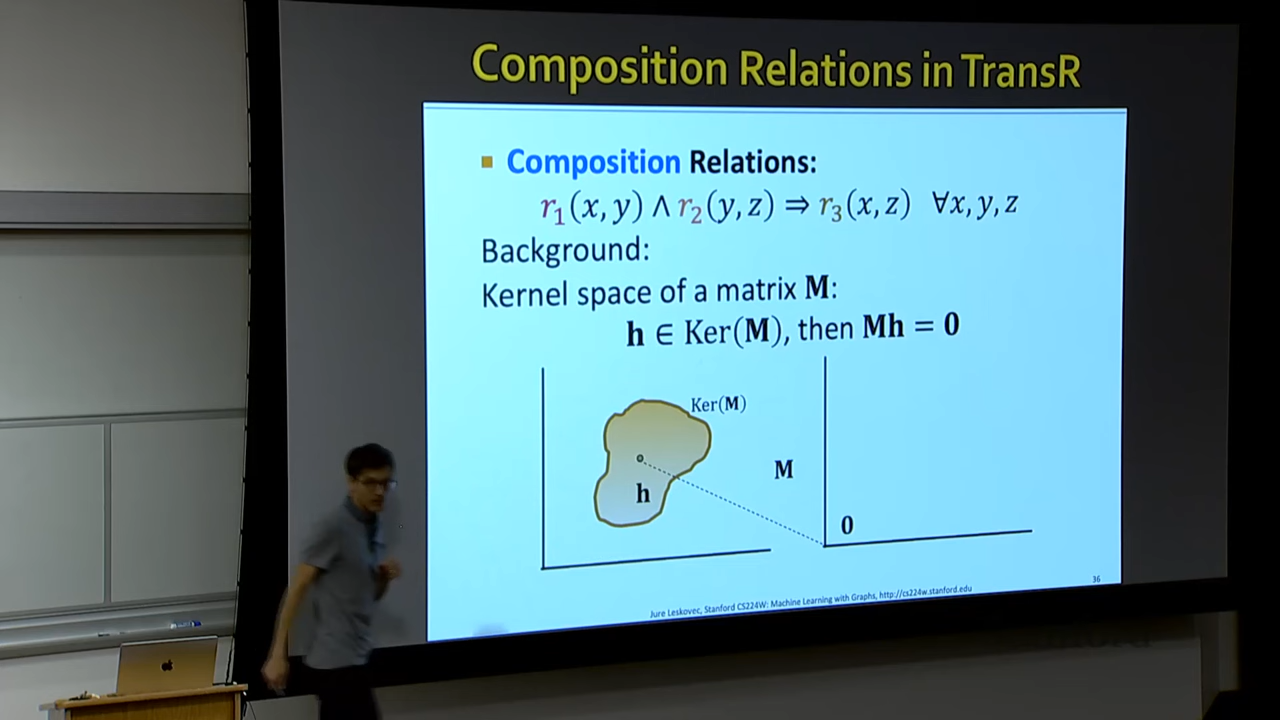 Composition Relations in TransR
Composition Relations:
r₁(x, y) ∧ r₂(y, z) ⇒ r₃(x, z) ∀x, y, z
Background:
Kernel space of a matrix M:
h ∈ Ker(M), then Mh = 0
Ker(M)
M
h
0
36
Jure Leskovec, Stanford CS224W: Machine Learning with Graphs, http://cs224w.stanford.edu